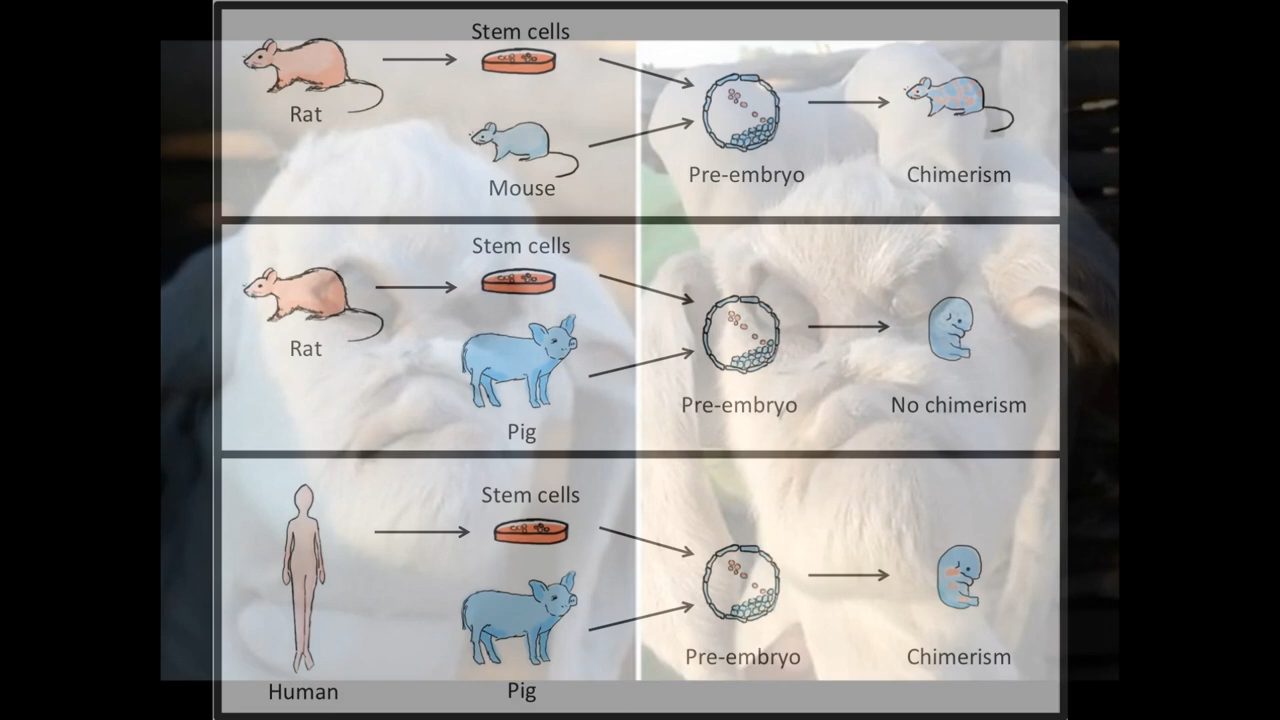 Stem cells
Rat
Mouse
Pre-embryo
Chimerism
Stem cells
Rat
Pig
Pre-embryo
No chimerism
Stem cells
Human
Pig
Pre-embryo
Chimerism